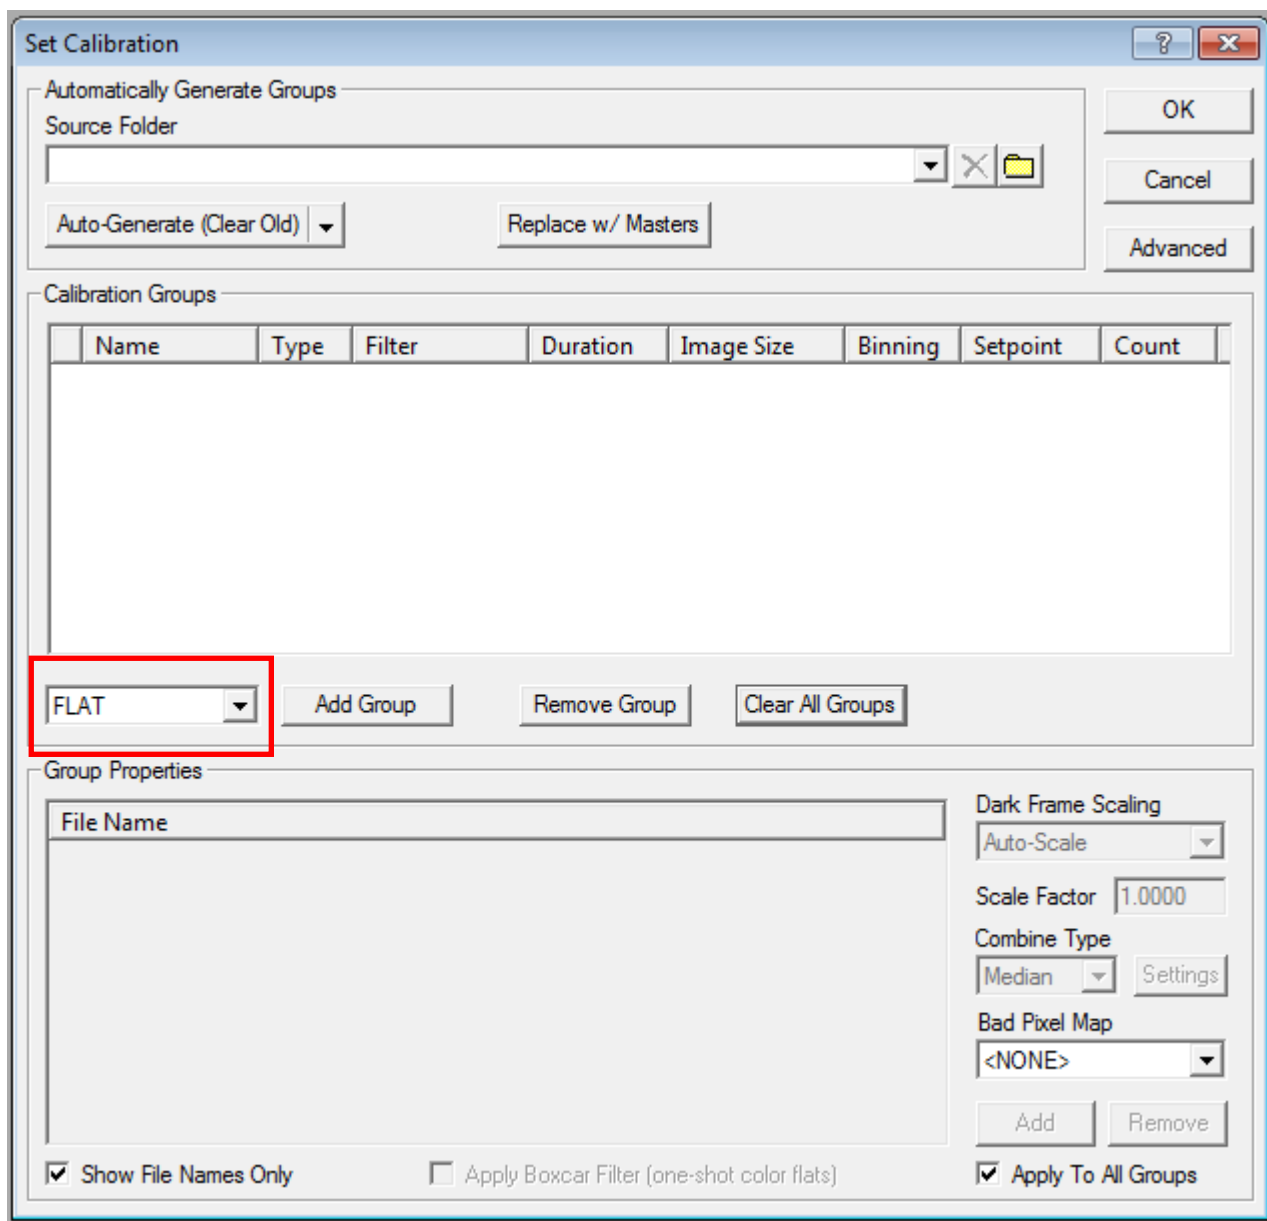 Set Calibration
?
Automatically Generate Groups
OK
Source Folder
Cancel
Auto-Generate (Clear Old)
Replace w/ Masters
Advanced
Calibration Groups
Name Type Filter Duration Image Size Binning Setpoint Count
FLAT Add Group Remove Group Clear All Groups
Group Properties
File Name
Dark Frame Scaling
Auto-Scale
Scale Factor 1.0000
Combine Type
Median Settings
Bad Pixel Map
<NONE>
Add Remove
Show File Names Only Apply Boxcar Filter (one-shot color flats) Apply To All Groups